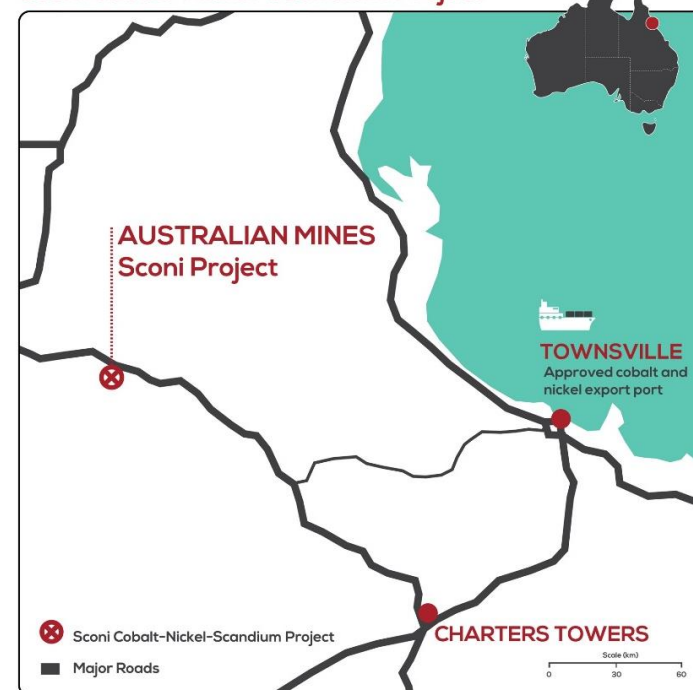 AUSTRALIAN MINES
Sconi Project
TOWNSVILLE
Approved cobalt and
nickel export port
CHARTERS TOWERS
Sconi Cobalt-Nickel-Scandium Project
Major Roads
Scale (km)
0 30 60